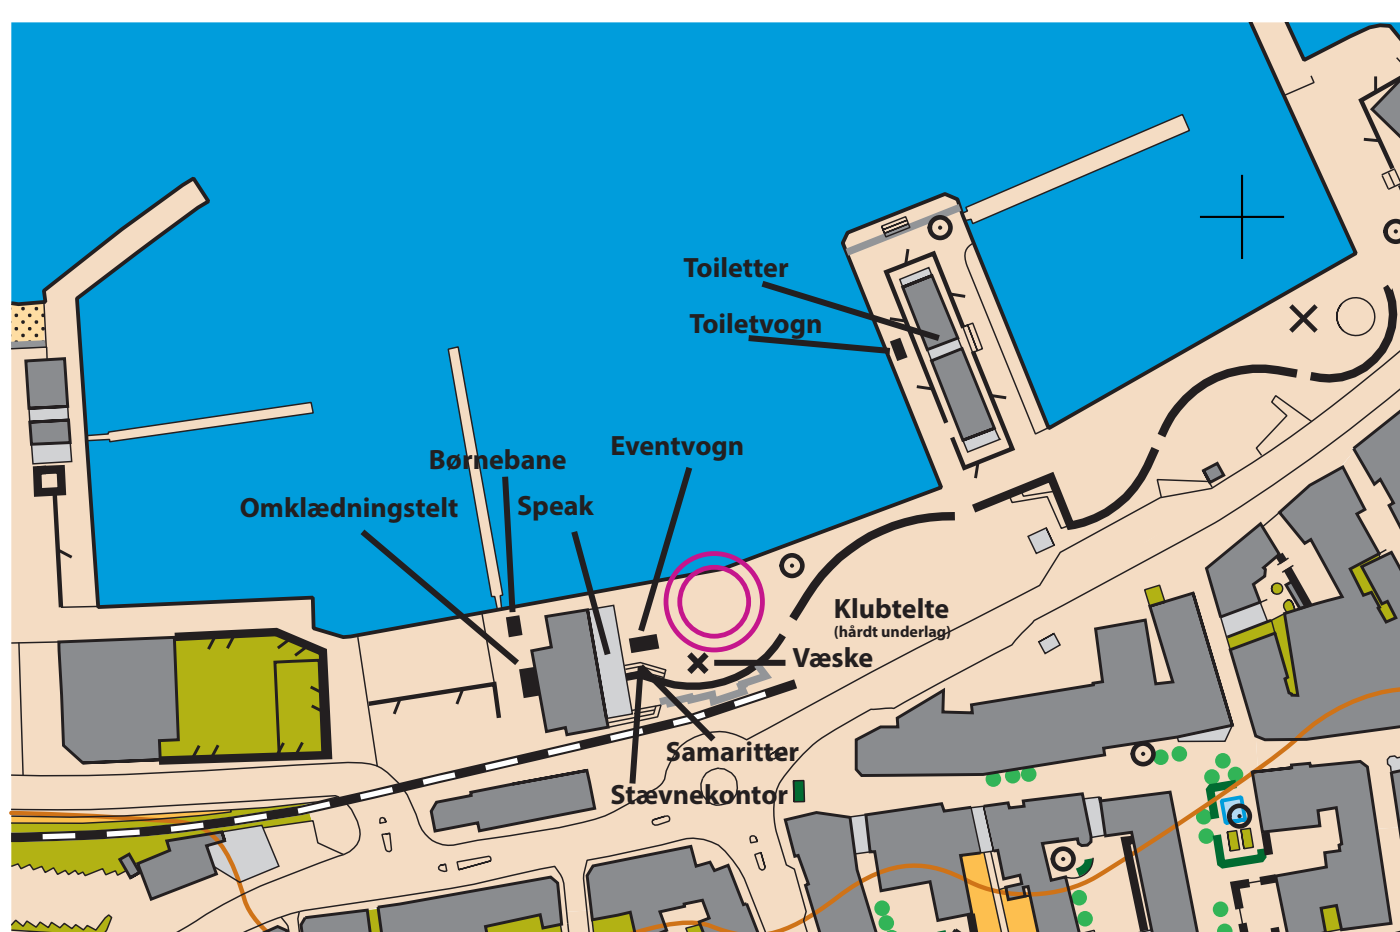 Toiletter
Toiletvogn
Eventvogn
Børnebane
Omklædningstelt
Speak
Klubtelte
(hårdt underlag)
Væske
Samaritter
Stævnekontor